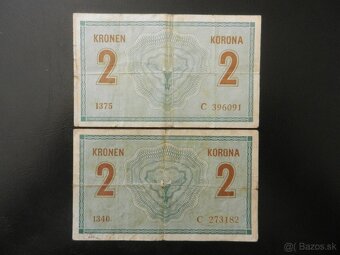 KRONEN KORONA
2 2
1375 C 396091
KRONEN KORONA
2 2
1340 C 273182
© Bazos.sk